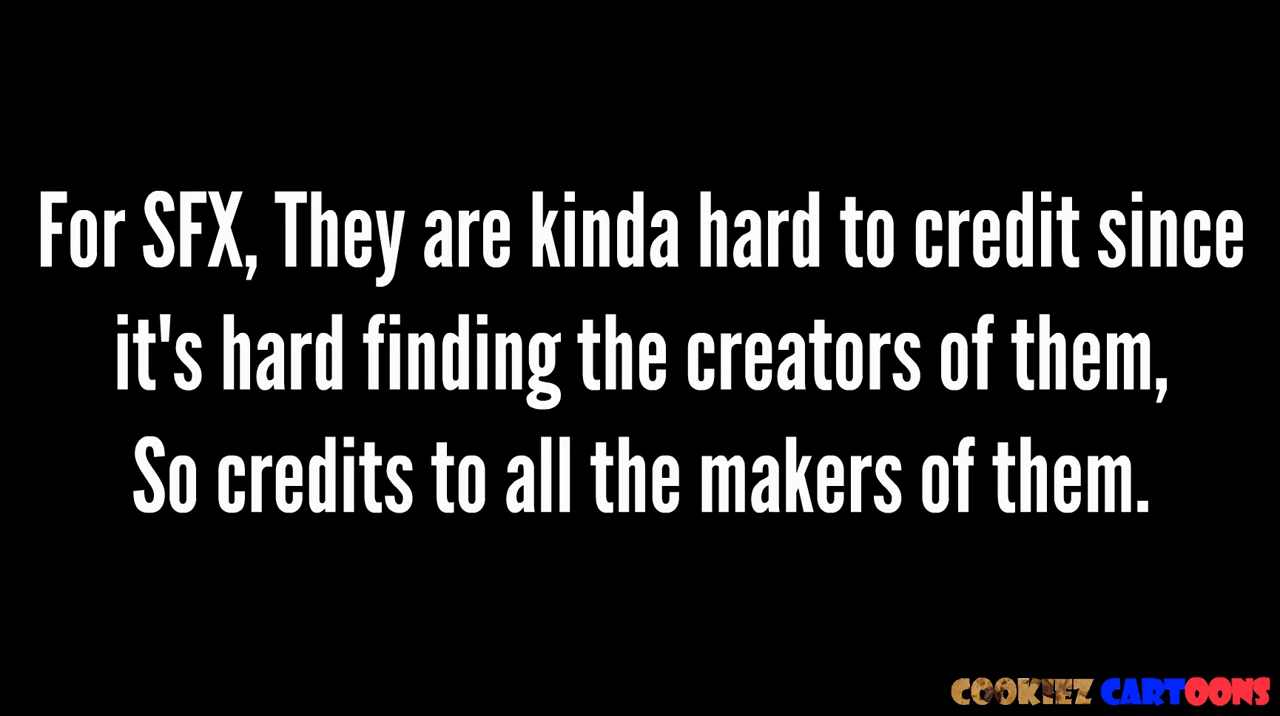 For SFX, They are kinda hard to credit since
it's hard finding the creators of them,
So credits to all the makers of them.
COOKIEZ CARTOONS